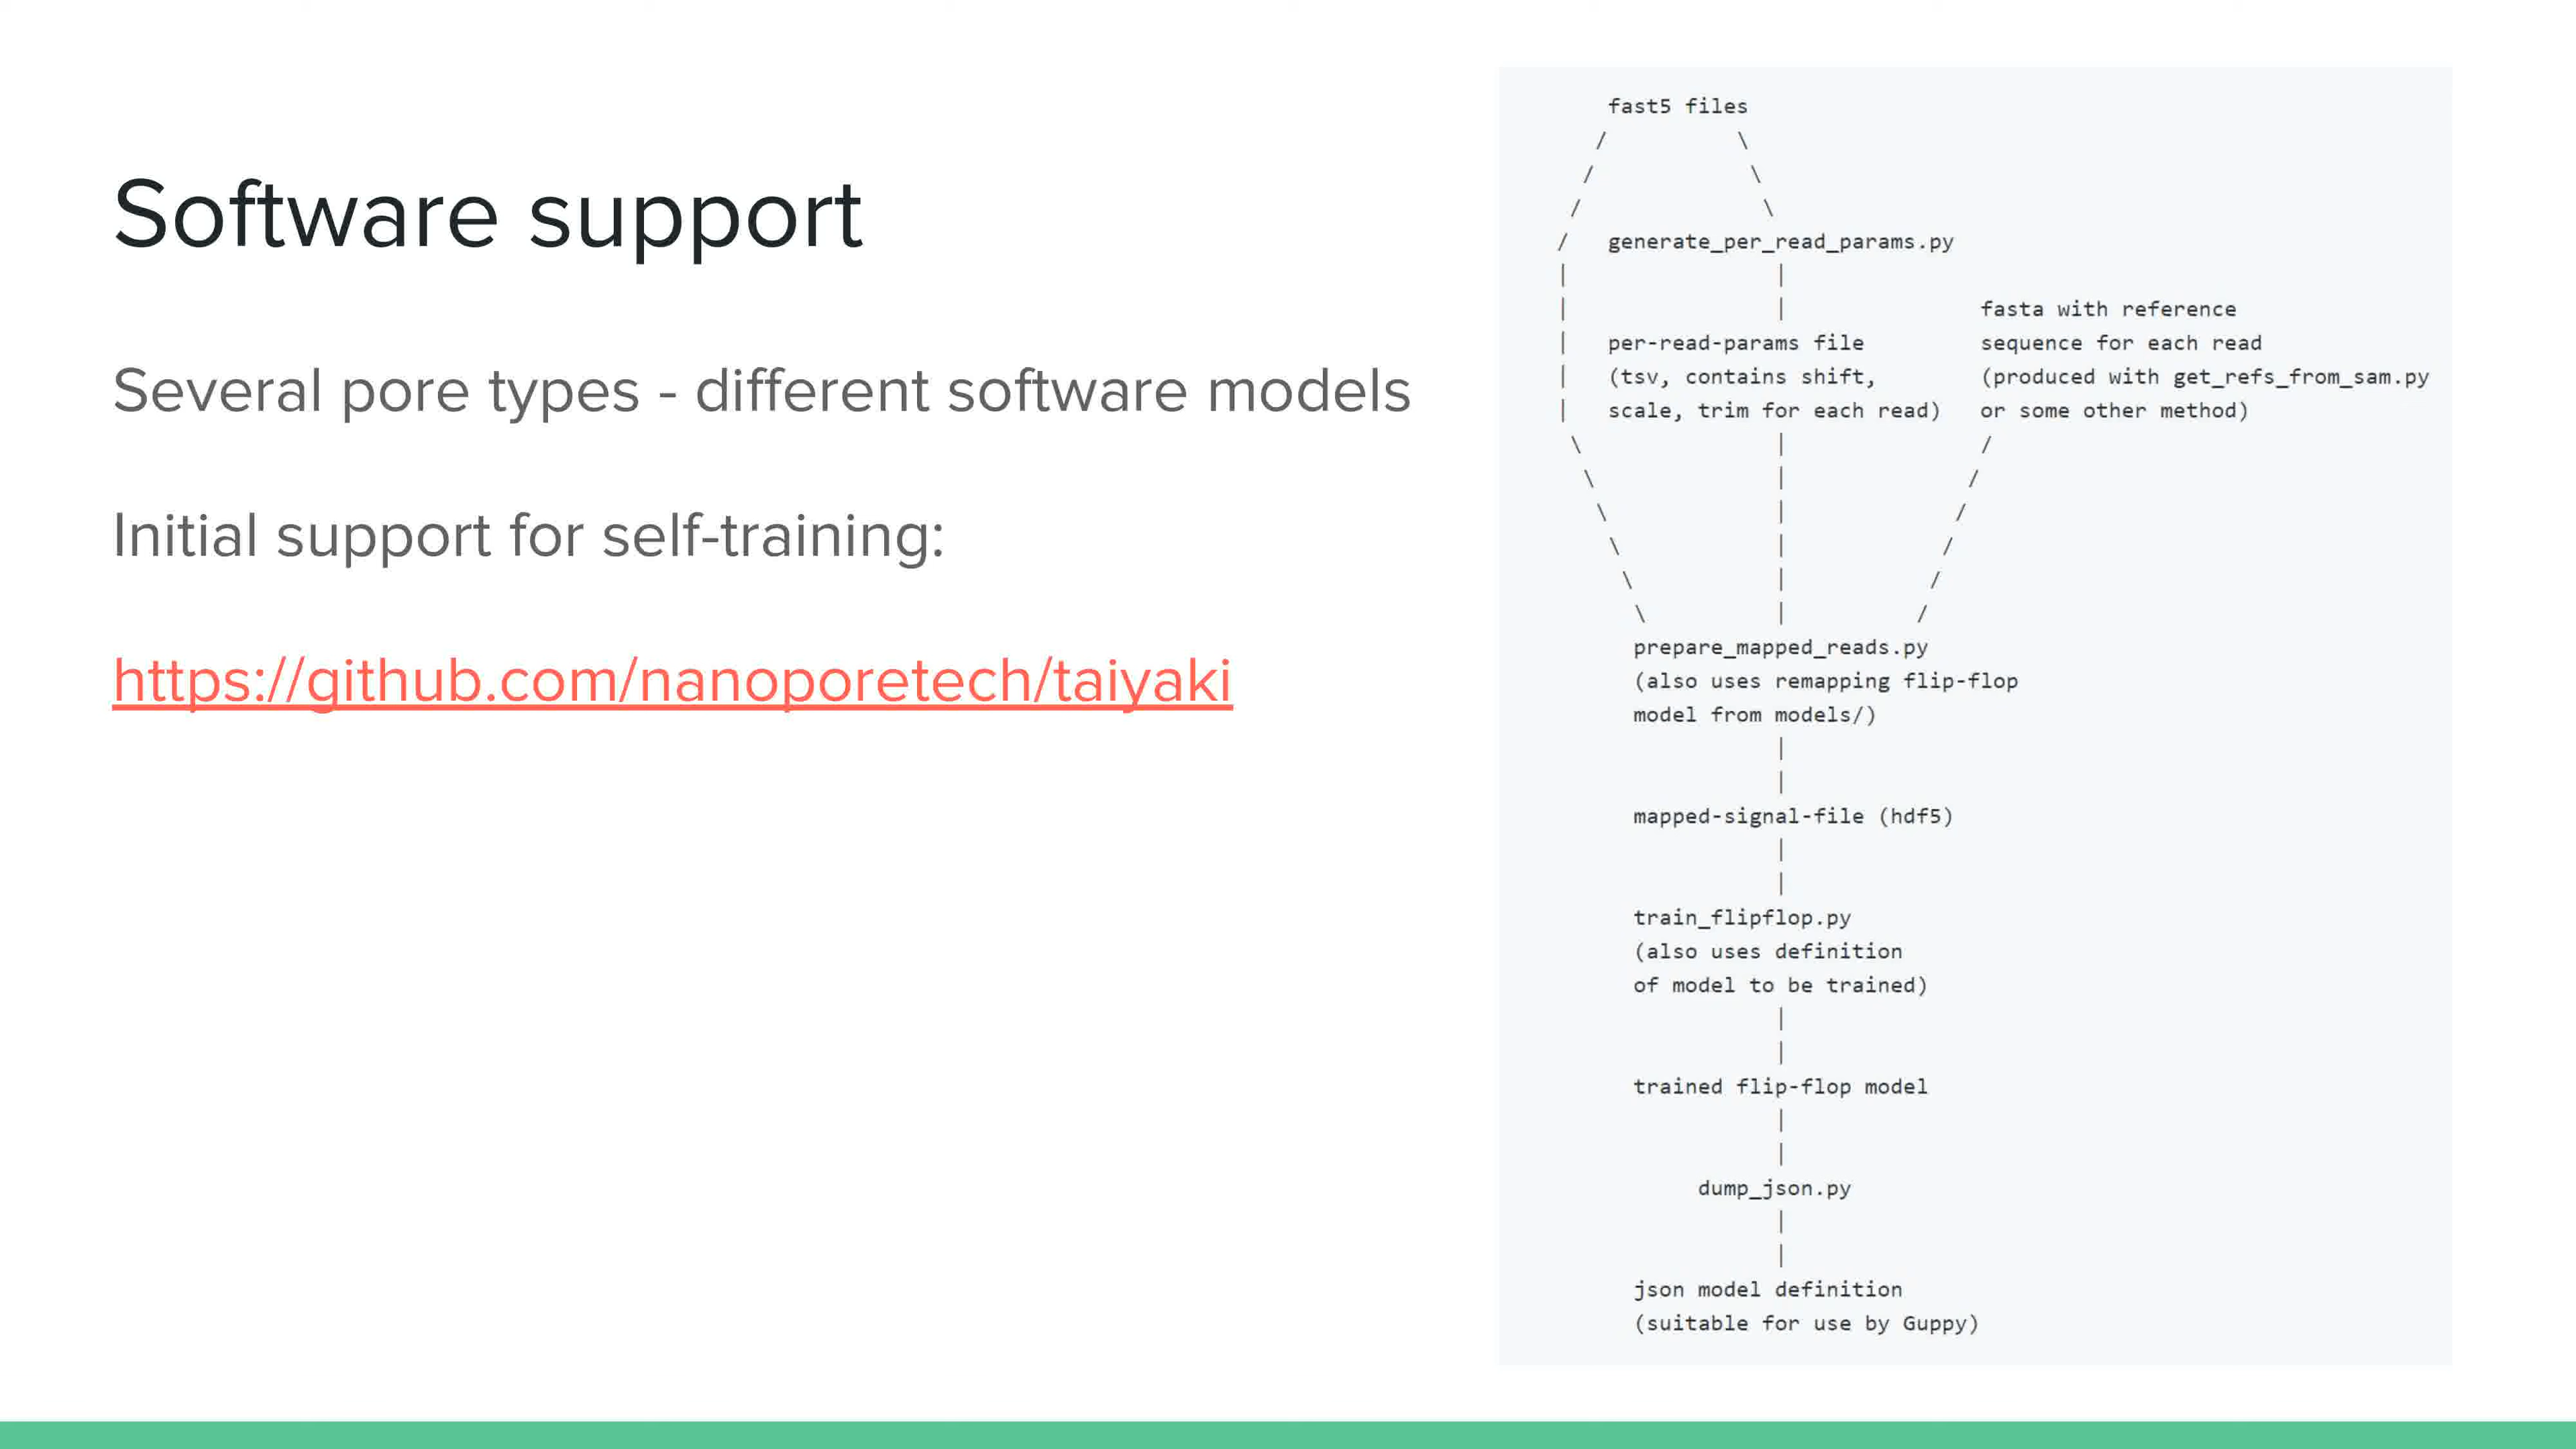 Software support
Several pore types - different software models
Initial support for self-training:
https://github.com/nanoporetech/taiyaki
fast5 files
generate_per_read_params.py
per-read-params file
(tsv, contains shift,
scale, trim for each read)
fasta with reference
sequence for each read
(produced with get_refs_from_sam.py
or some other method)
prepare_mapped_reads.py
(also uses remapping flip-flop
model from models/)
mapped-signal-file (hdf5)
train_flipflop.py
(also uses definition
of model to be trained)
trained flip-flop model
dump_json.py
json model definition
(suitable for use by Guppy)